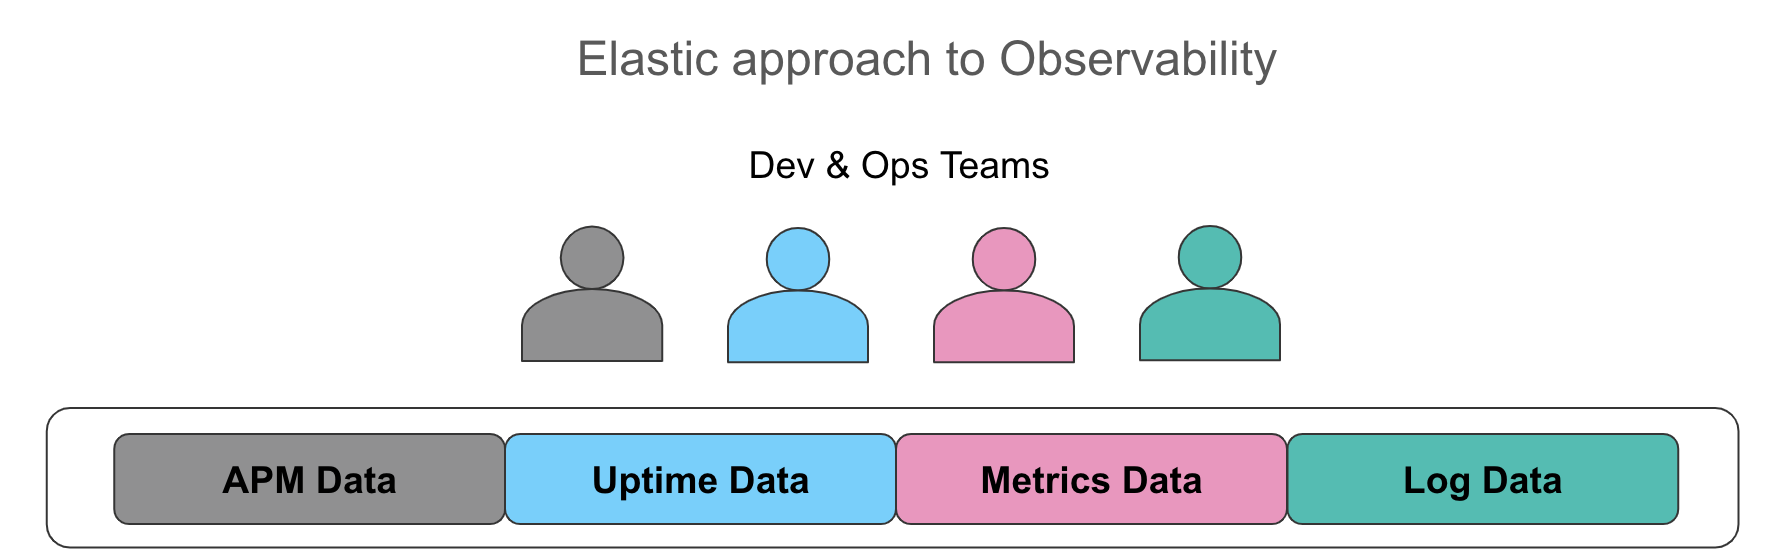 Elastic approach to Observability
Dev & Ops Teams
APM Data
Uptime Data
Metrics Data
Log Data